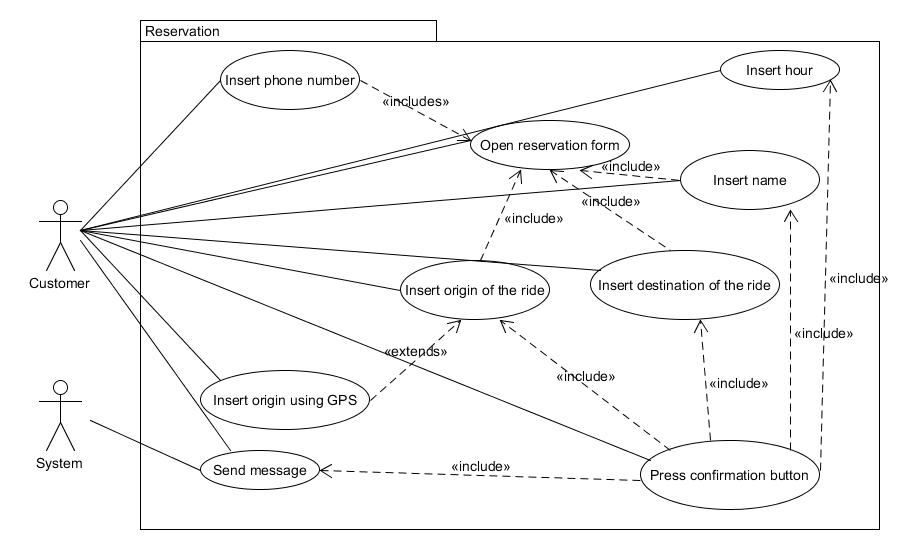 Reservation
Insert phone number
Insert hour
«includes»
Open reservation form
«include»
Insert name
«include»
«include»
Customer
«include»
Insert origin of the ride
Insert destination of the ride
«include»
«extends»
«include»
«include»
Insert origin using GPS
System
Send message
«include»
Press confirmation button